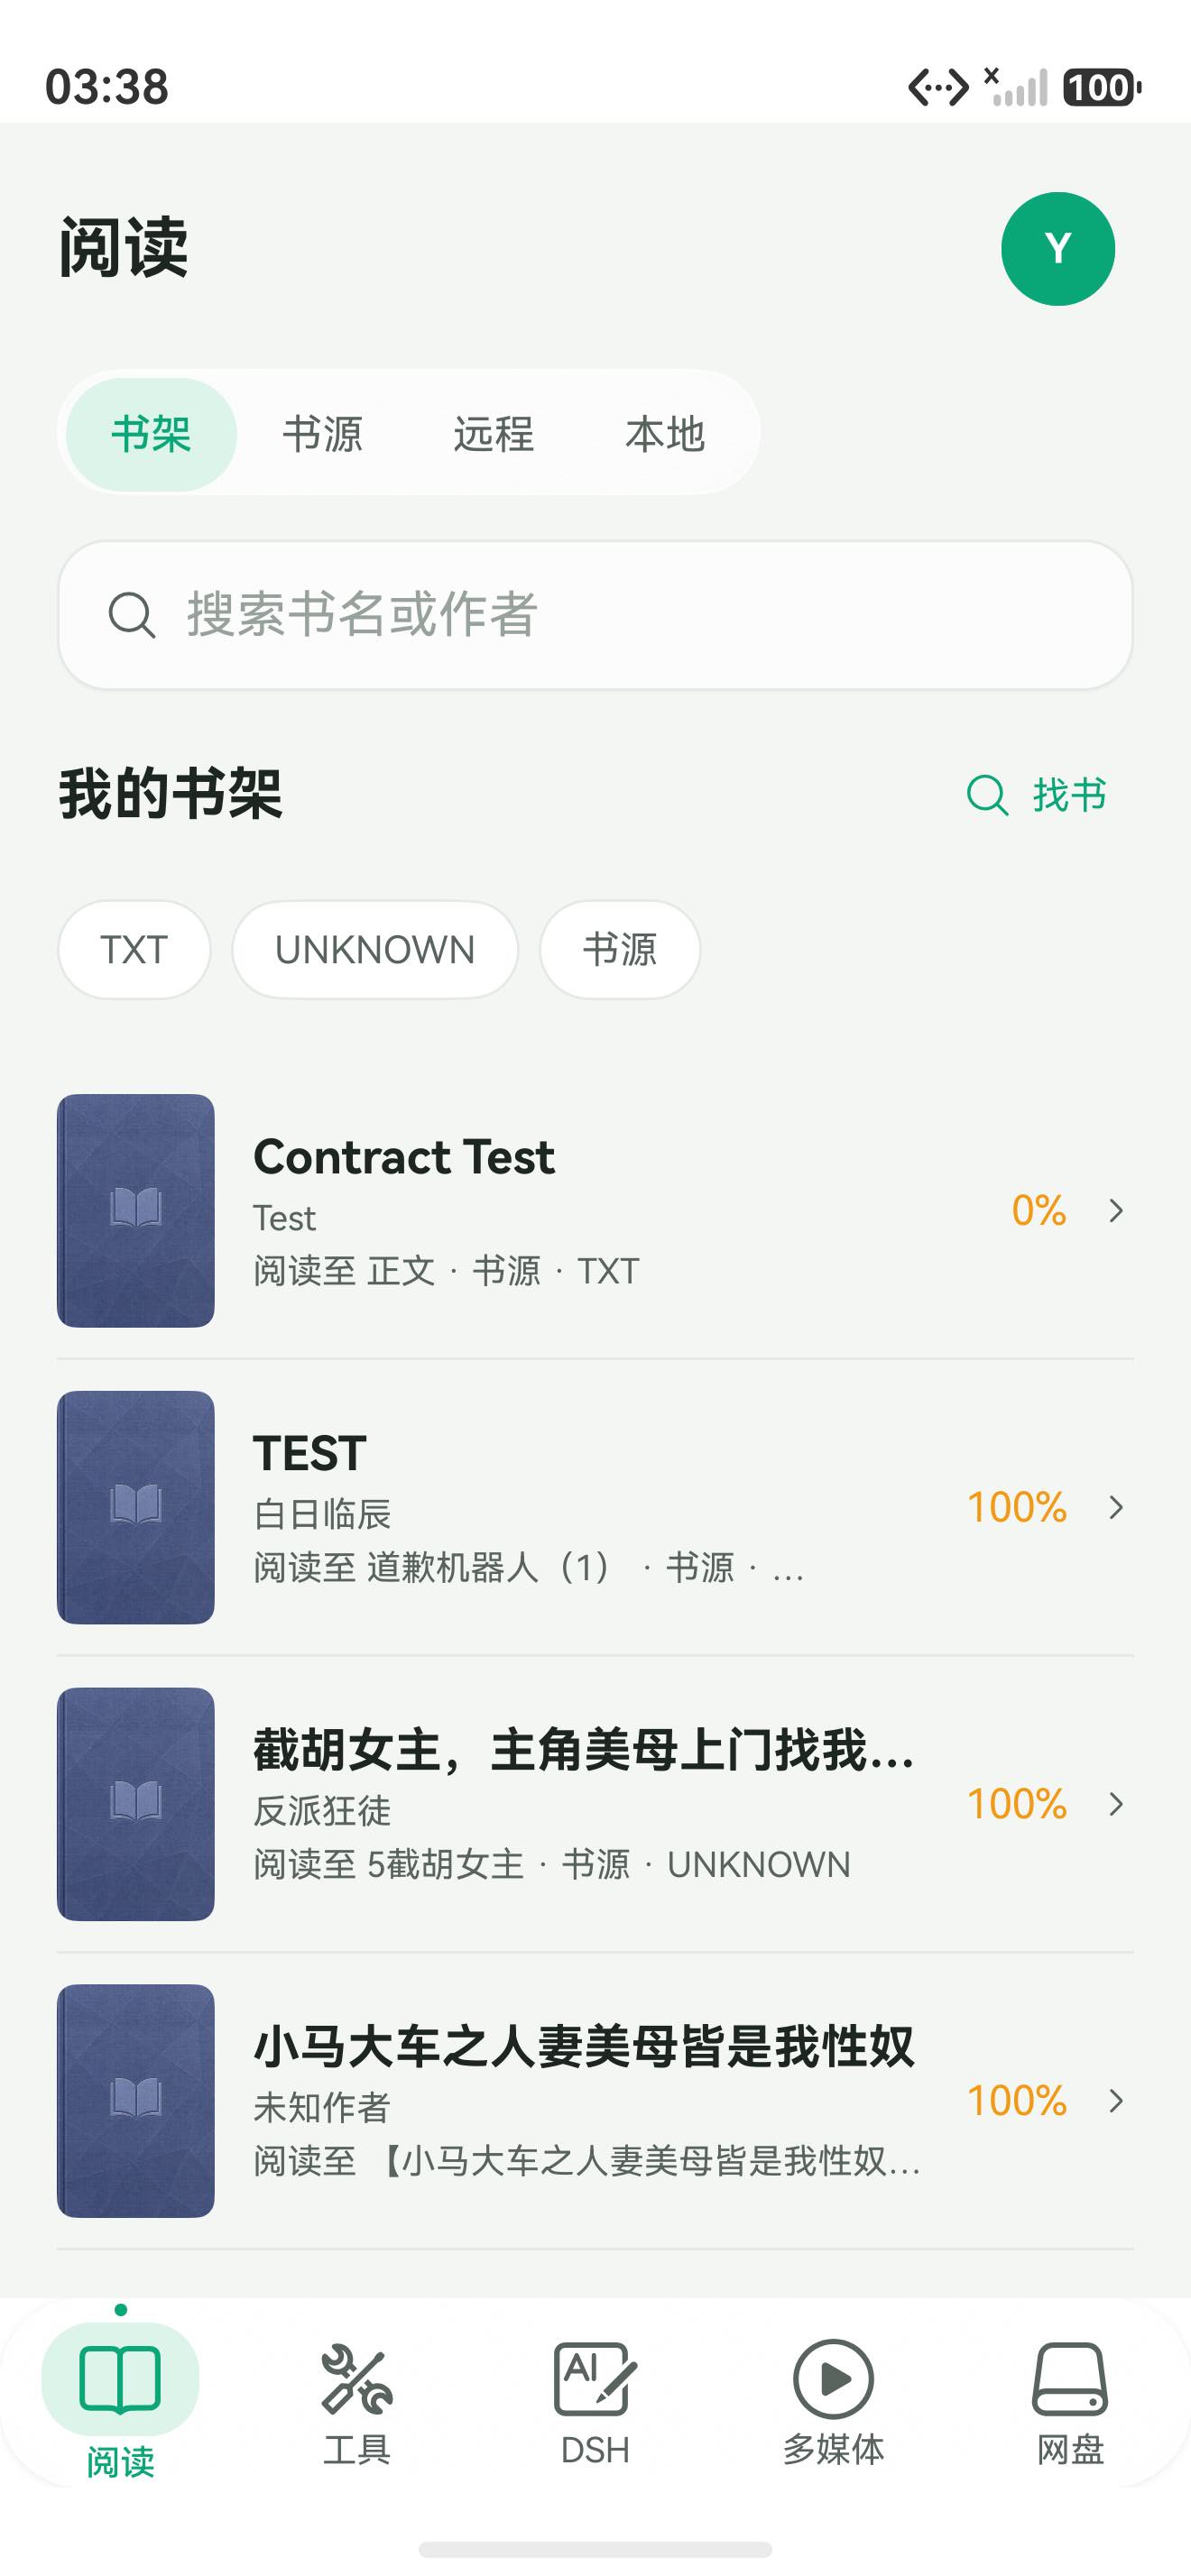 03:38
100
阅读
Y
书架 书源 远程 本地
搜索书名或作者
我的书架
找书
TXT UNKNOWN 书源
Contract Test
Test
阅读至 正文 · 书源 · TXT
0%
TEST
白日临辰
阅读至 道歉机器人（1） · 书源 · ...
100%
截胡女主，主角美母上门找我...
反派狂徒
阅读至 5截胡女主 · 书源 · UNKNOWN
100%
小马大车之人妻美母皆是我性奴
未知作者
阅读至 【小马大车之人妻美母皆是我性奴...
100%
阅读 工具 DSH 多媒体 网盘
AI